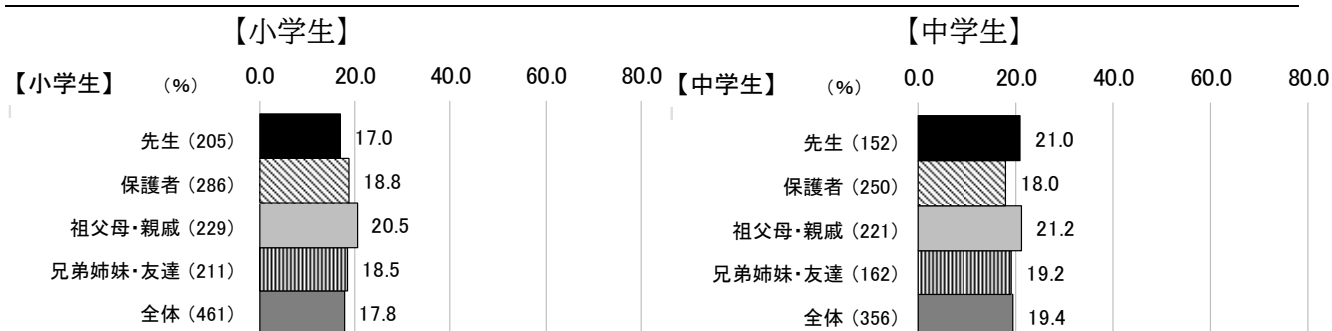 【小学生】
【小学生】 (%) 0.0 20.0 40.0 60.0 80.0
先生 (205) 17.0
保護者 (286) 18.8
祖父母・親戚 (229) 20.5
兄弟姉妹・友達 (211) 18.5
全体 (461) 17.8
【中学生】
【中学生】 (%) 0.0 20.0 40.0 60.0 80.0
先生 (152) 21.0
保護者 (250) 18.0
祖父母・親戚 (221) 21.2
兄弟姉妹・友達 (162) 19.2
全体 (356) 19.4